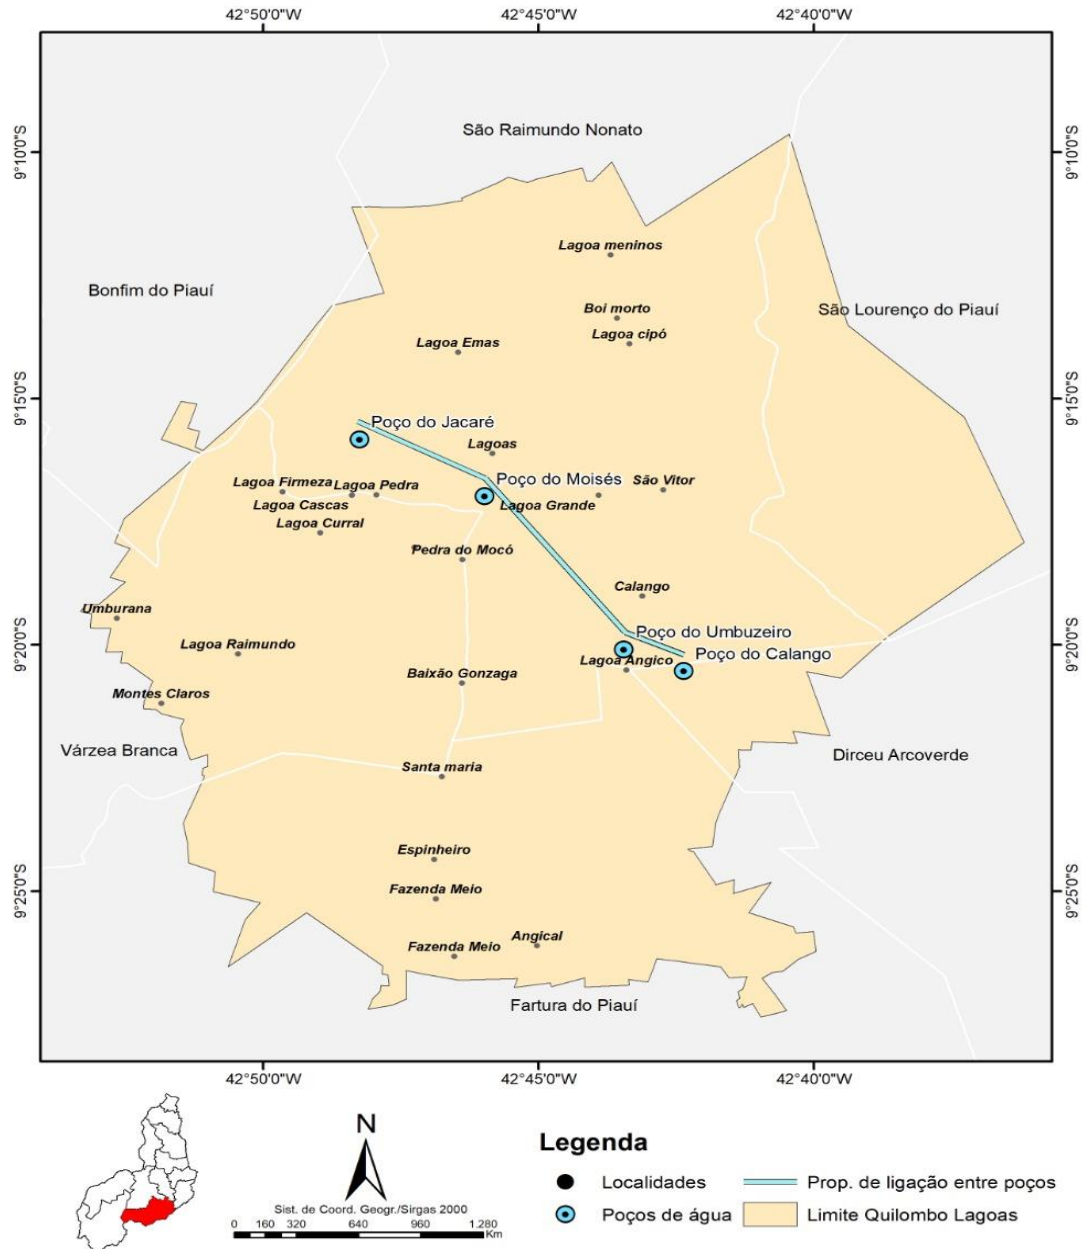 42°50'0"W 42°45'0"W 42°40'0"W
São Raimundo Nonato
9°10'0"S 9°10'0"S
Lagoa meninos
Bonfim do Piauí
Boi morto
São Lourenço do Piauí
Lagoa cipó
Lagoa Emas
9°15'0"S 9°15'0"S
Poço do Jacaré
Lagoas
Poço do Moisés
São Vitor
Lagoa Firmeza
Lagoa Pedra
Lagoa Cascas
Lagoa Grande
Lagoa Curral
Pedra do Mocó
Calango
Umburana
Poço do Umbuzeiro
9°20'0"S 9°20'0"S
Lagoa Raimundo
Poço do Calango
Lagoa Angico
Baixão Gonzaga
Montes Claros
Várzea Branca
Dirceu Arcoverde
Santa maria
Espinheiro
9°25'0"S 9°25'0"S
Fazenda Meio
Angical
Fazenda Meio
Fartura do Piauí
42°50'0"W 42°45'0"W 42°40'0"W
N
Sist. de Coord. Geogr./Sirgas 2000
0 160 320 640 960 1.280
Km
Legenda
Localidades
Prop. de ligação entre poços
Poços de água
Limite Quilombo Lagoas